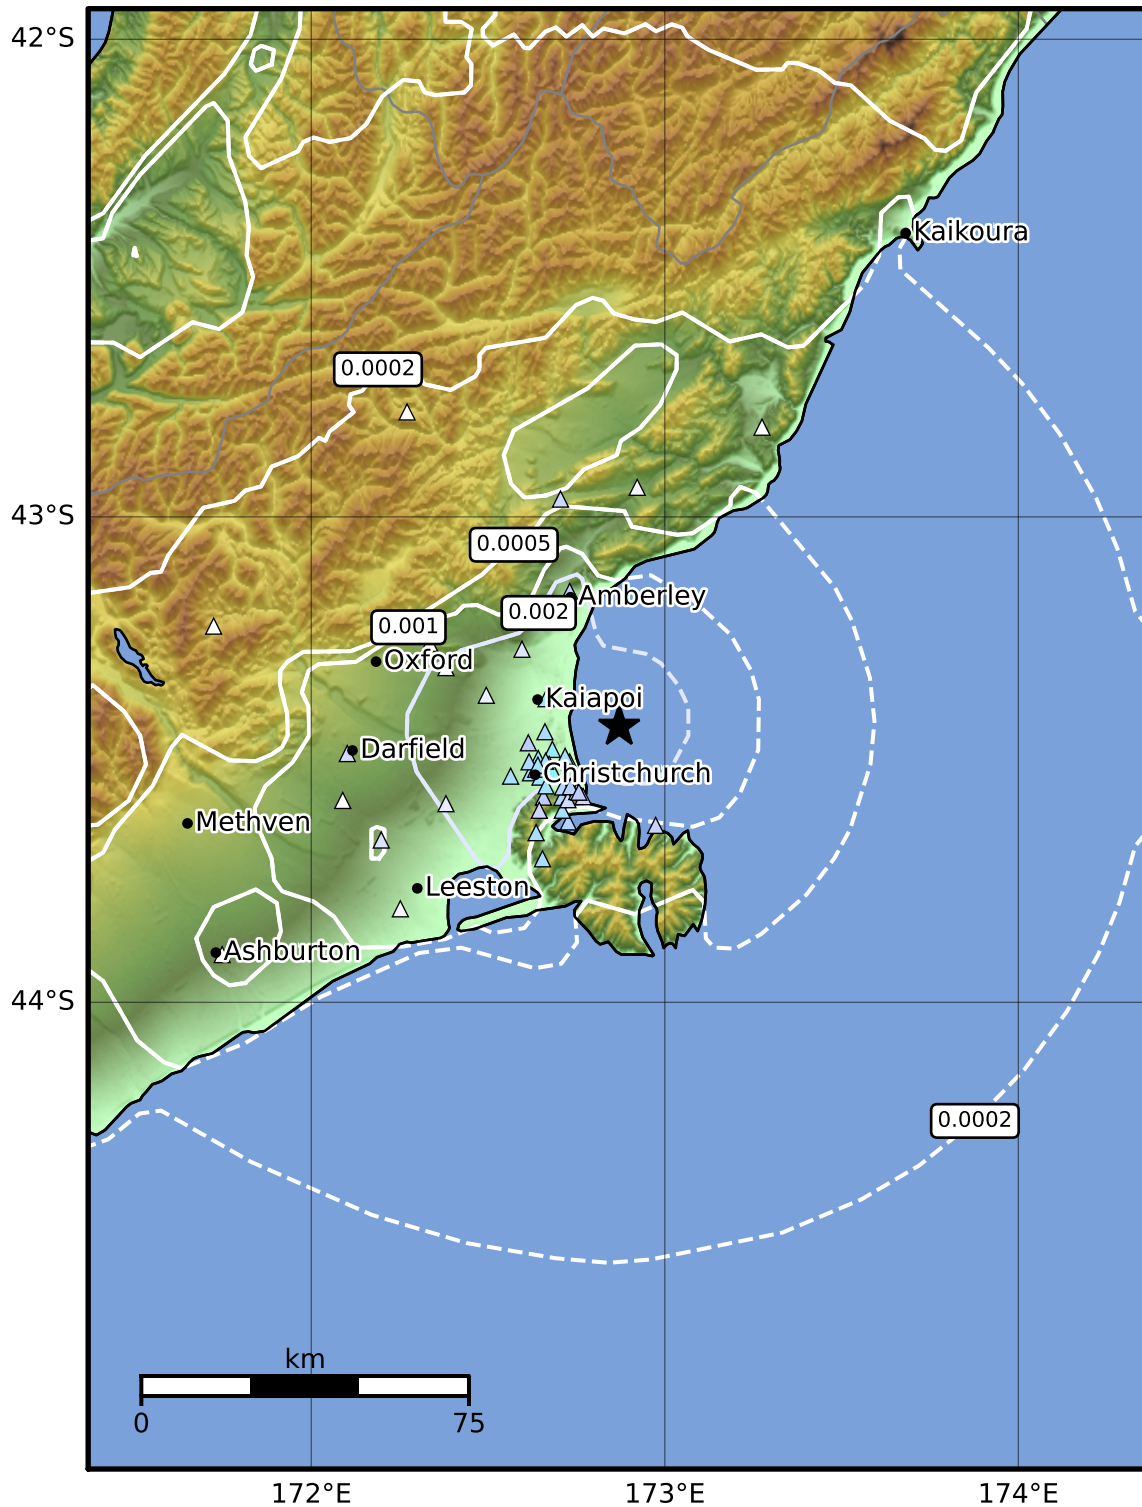 42°S
Kaikoura
0.0002
43°S
0.0005
Amberley
0.002
0.001
Oxford
Kaiapoi
Darfield
Christchurch
Methven
Leeston
Ashburton
44°S
0.0002
km
0 75
172°E 173°E 174°E